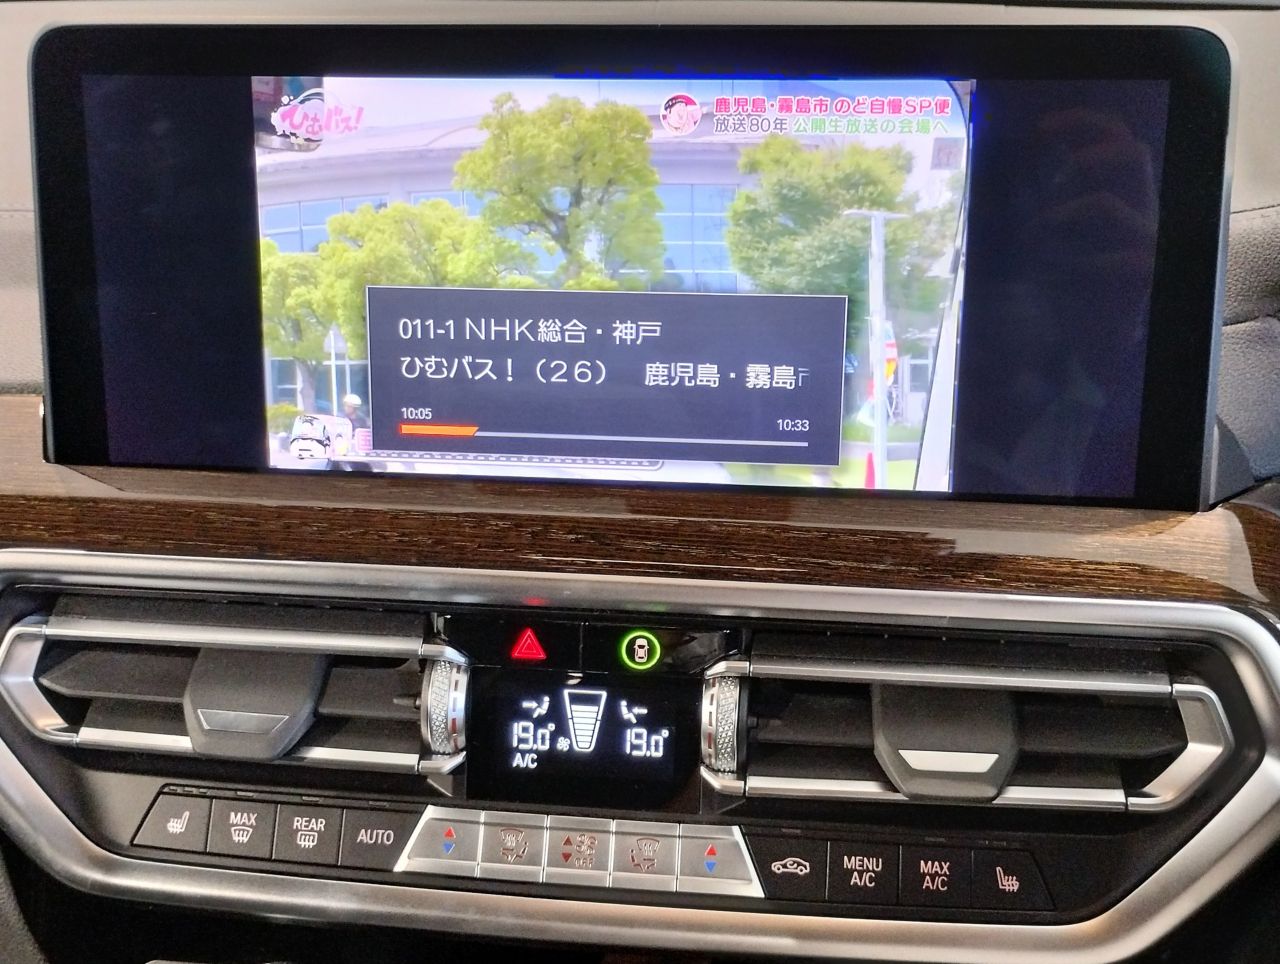 ひむバス!
鹿児島・霧島市 のど自慢SP便
放送80年 公開生放送の会場へ
011-1 NHK総合・神戸
ひむバス!(26) 鹿児島・霧島
10:05
10:33
19.0°
19.0°
A/C
MAX
REAR
AUTO
OFF
MENU
A/C
MAX
A/C